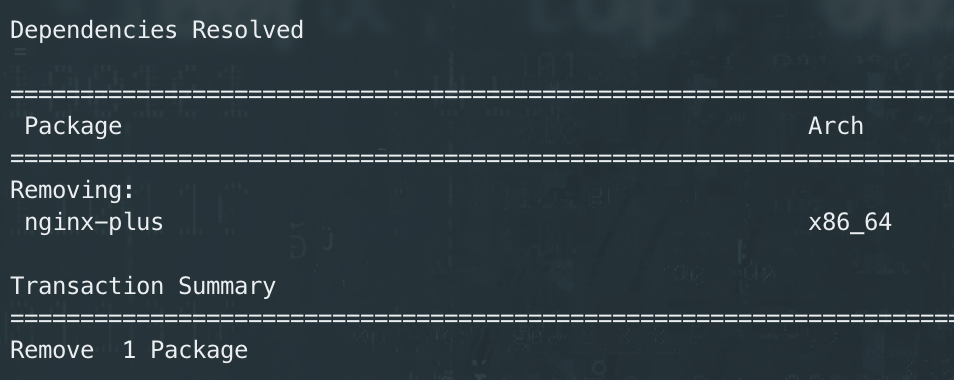 Dependencies Resolved
================================================================================
Package Arch
================================================================================
Removing:
nginx-plus x86_64
Transaction Summary
================================================================================
Remove 1 Package